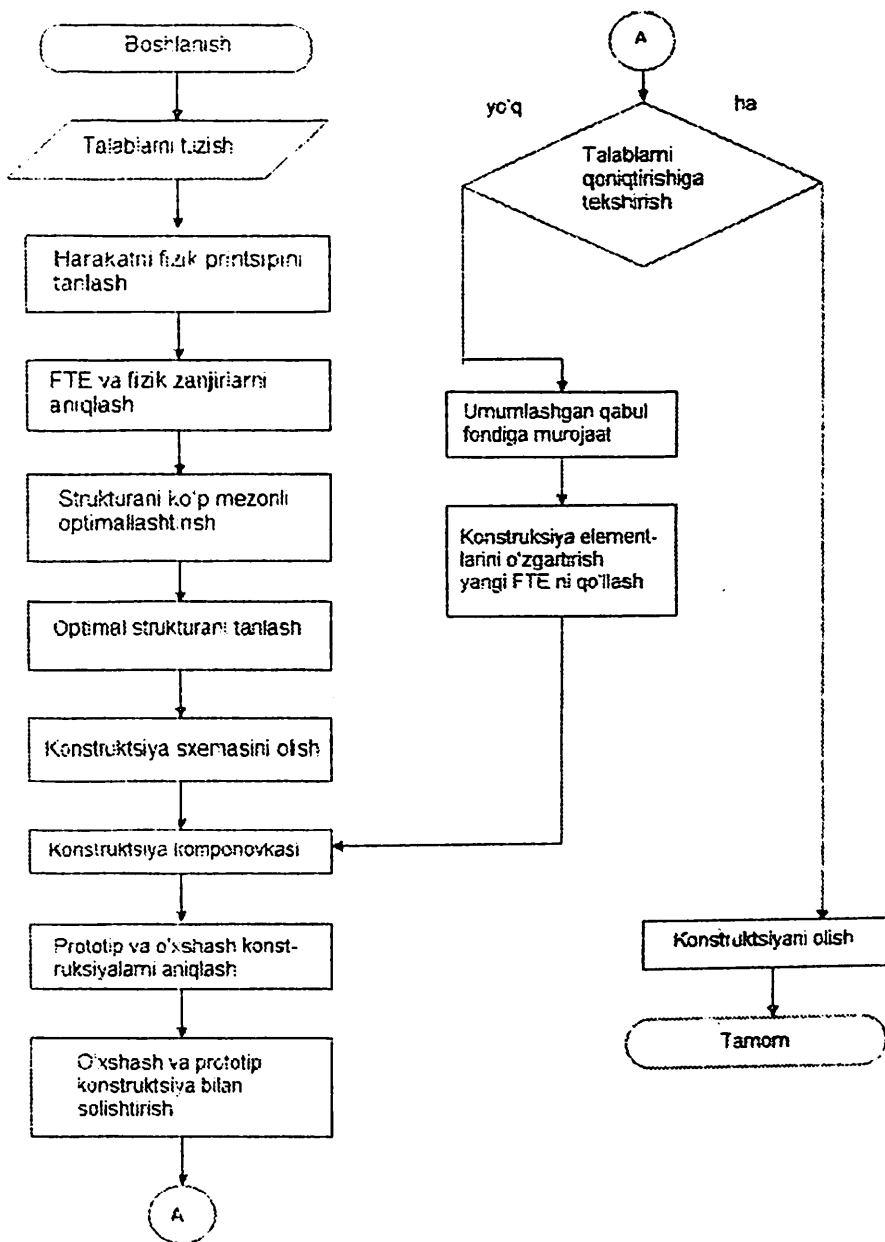 Boshlanish
Talablarni tuzish
Harakatni fizik printsipini
tanlash
FTE va fizik zanjirlarni
aniqlash
Strukturani ko'p mezonli
optimallashtirish
Optimal strukturani tanlash
Konstruktsiya sxemasini olish
Konstruktsiya komponovkasi
Prototip va o'xshash konst-
ruksiyalarni aniqlash
O'xshash va prototip
konstruktsiya bilan
solishtirish
A
A
yo'q
ha
Talablarni
qoniqtirishiga
tekshirish
Umumlashgan qabul
fondiga murojaat
Konstruksiya element-
larini o'zgartirish
yangi FTE ni qo'llash
Konstruktsiyani olish
Tamom